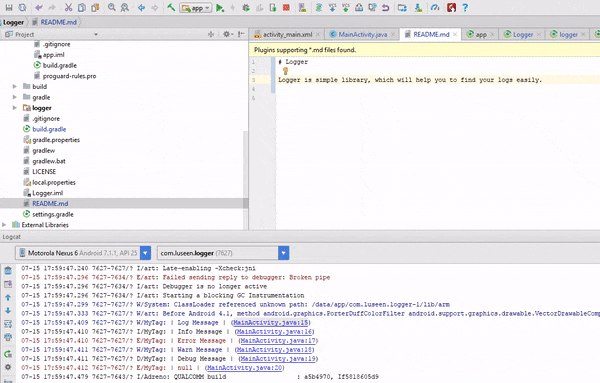 app
Logger
README.md
Project
.gitignore
app.iml
build.gradle
proguard-rules.pro
build
gradle
logger
.gitignore
build.gradle
gradle.properties
gradlew
gradlew.bat
LICENSE
local.properties
Logger.iml
README.md
settings.gradle
External Libraries
activity_main.xml
MainActivity.java
README.md
app
Logger
logger
Plugins supporting *.md files found.
1 # Logger
2
3 Logger is simple library, which will help you to find your logs easily.
4
5
6
Logcat
Motorola Nexus 6 Android 7.1.1, API 25
com.luseen.logger (7627)
07-15 17:59:47.240 7627-7627/? I/art: Late-enabling -Xcheck:jni
07-15 17:59:47.296 7627-7634/? E/art: Failed sending reply to debugger: Broken pipe
07-15 17:59:47.296 7627-7634/? I/art: Debugger is no longer active
07-15 17:59:47.296 7627-7634/? I/art: Starting a blocking GC Instrumentation
07-15 17:59:47.297 7627-7627/? W/System: ClassLoader referenced unknown path: /data/app/com.luseen.logger-1/lib/arm
07-15 17:59:47.333 7627-7627/? W/art: Before Android 4.1, method android.graphics.PorterDuffColorFilter android.support.graphics.drawable.VectorDrawableComp
07-15 17:59:47.409 7627-7627/? W/MyTag: | Log Message | (MainActivity.java:15)
07-15 17:59:47.410 7627-7627/? I/MyTag: | Info Message | (MainActivity.java:16)
07-15 17:59:47.410 7627-7627/? E/MyTag: | Error Message | (MainActivity.java:17)
07-15 17:59:47.411 7627-7627/? W/MyTag: | Warn Message | (MainActivity.java:18)
07-15 17:59:47.411 7627-7627/? D/MyTag: | Debug Message | (MainActivity.java:19)
07-15 17:59:47.412 7627-7627/? E/MyTag: | null | (MainActivity.java:20)
07-15 17:59:47.479 7627-7643/? I/Adreno: QUALCOMM build : a5b4970, If5818605d9